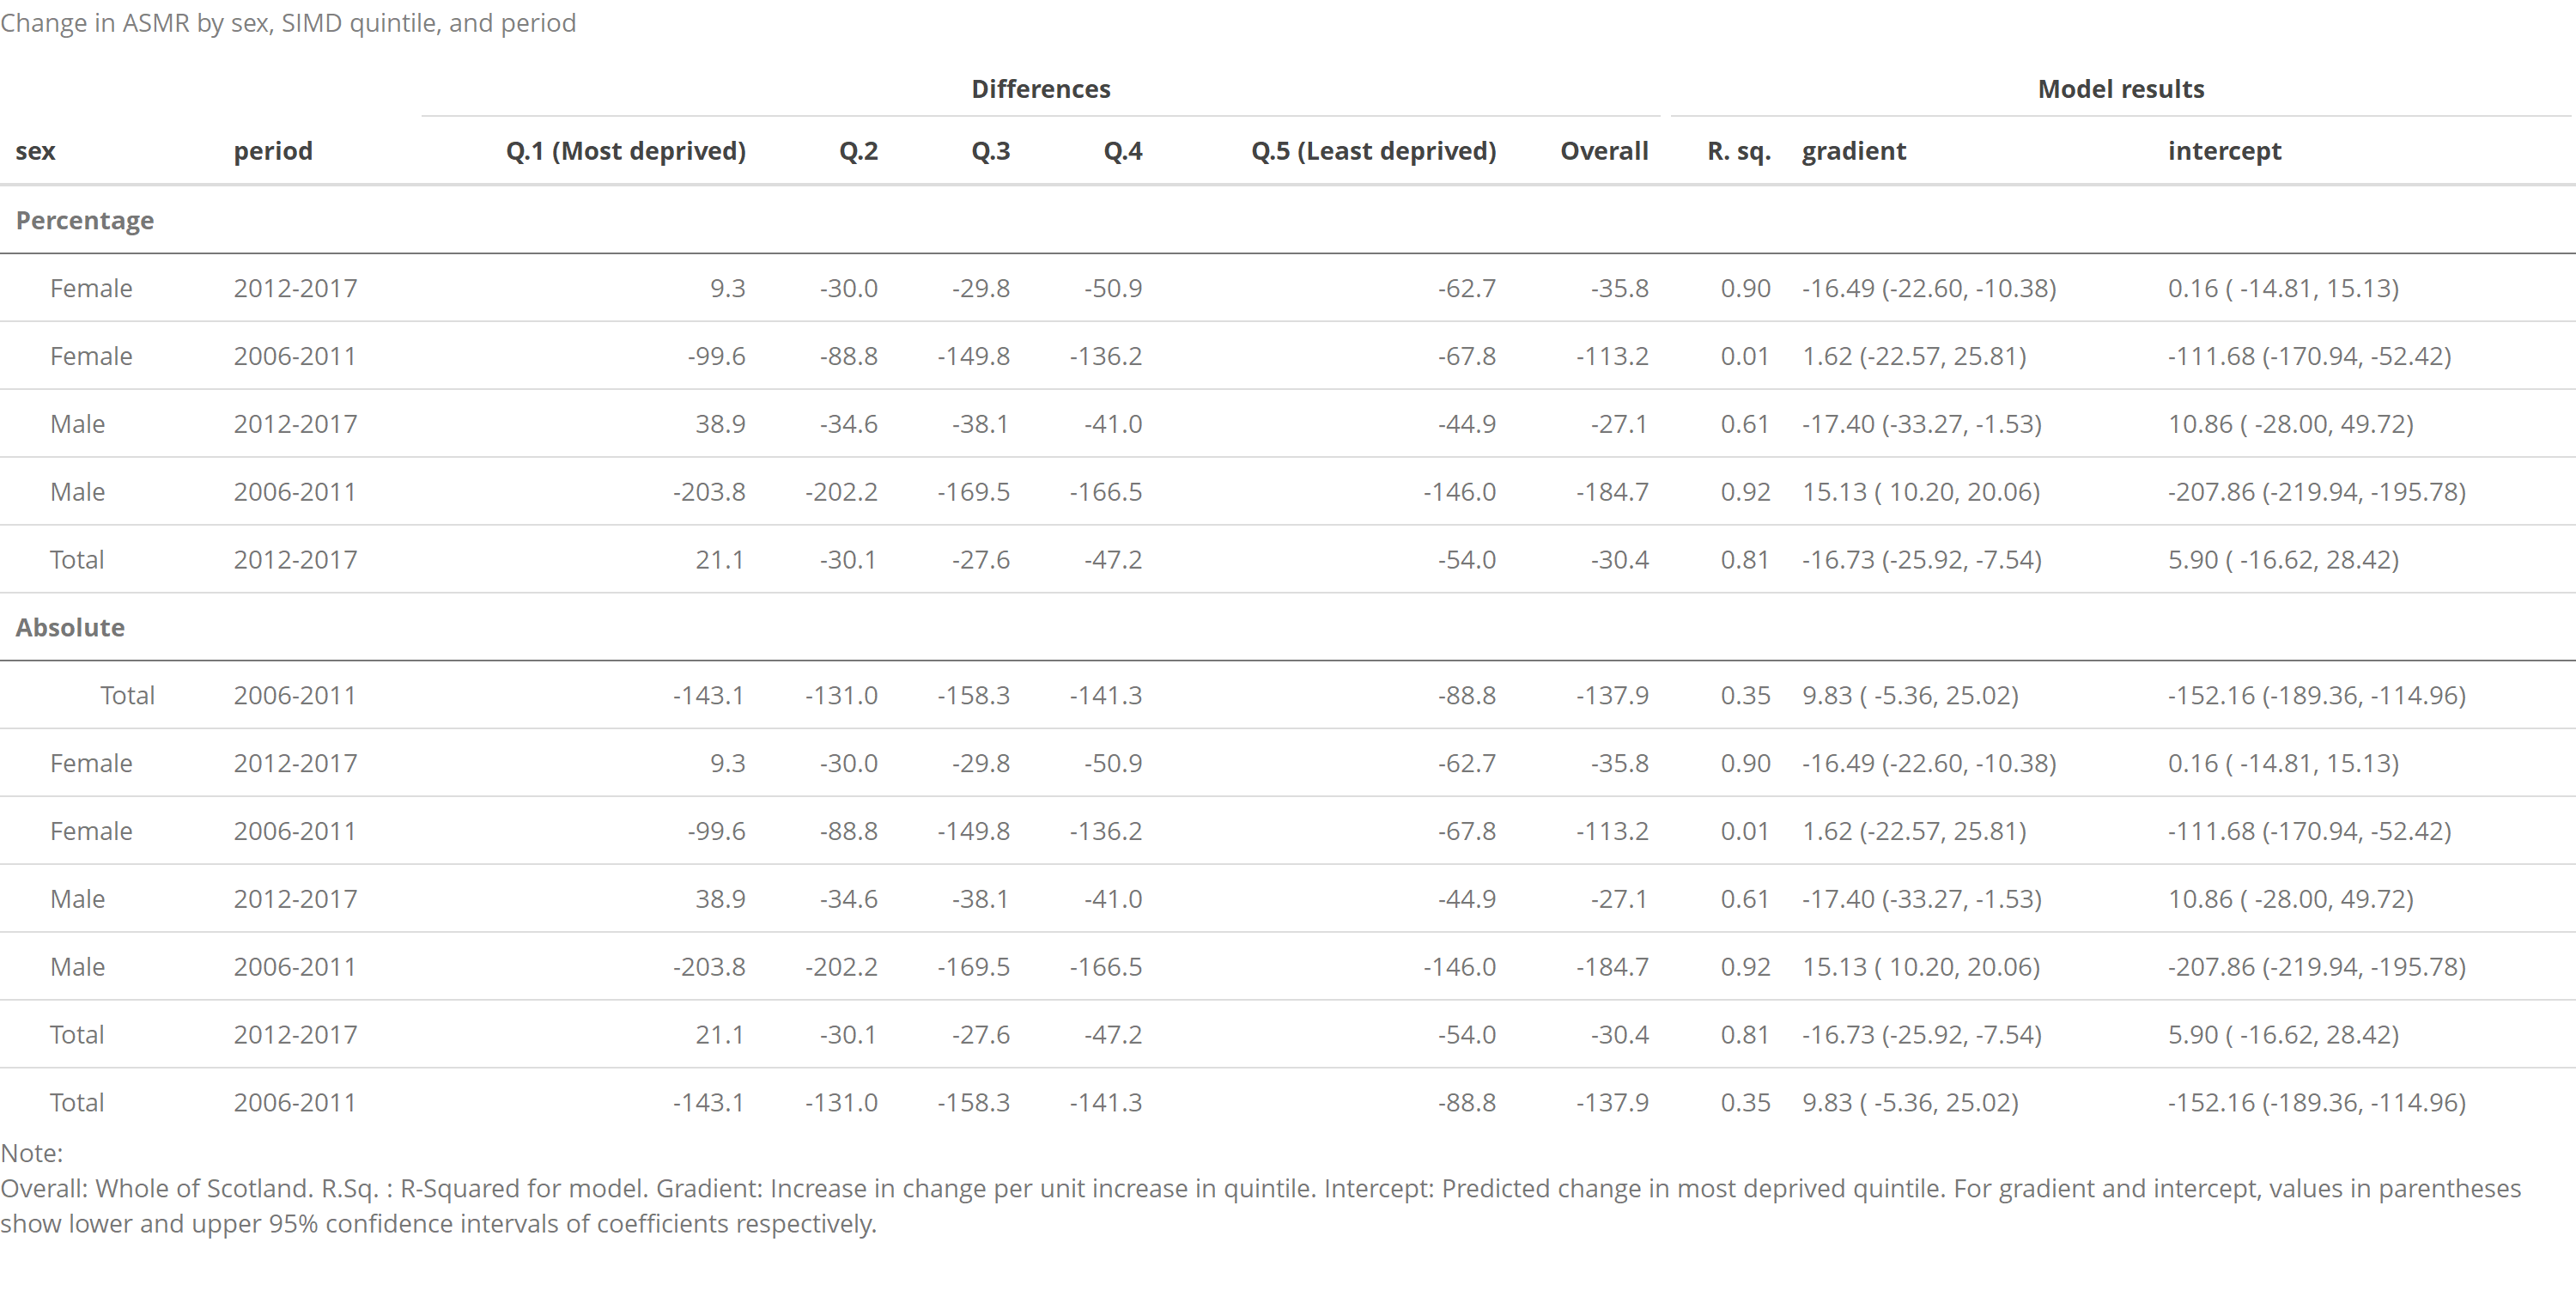 Change in ASMR by sex, SIMD quintile, and period
Differences Model results
sex period Q.1 (Most deprived) Q.2 Q.3 Q.4 Q.5 (Least deprived) Overall R. sq. gradient intercept
Percentage
Female 2012-2017 9.3 -30.0 -29.8 -50.9 -62.7 -35.8 0.90 -16.49 (-22.60, -10.38) 0.16 ( -14.81, 15.13)
Female 2006-2011 -99.6 -88.8 -149.8 -136.2 -67.8 -113.2 0.01 1.62 (-22.57, 25.81) -111.68 (-170.94, -52.42)
Male 2012-2017 38.9 -34.6 -38.1 -41.0 -44.9 -27.1 0.61 -17.40 (-33.27, -1.53) 10.86 ( -28.00, 49.72)
Male 2006-2011 -203.8 -202.2 -169.5 -166.5 -146.0 -184.7 0.92 15.13 ( 10.20, 20.06) -207.86 (-219.94, -195.78)
Total 2012-2017 21.1 -30.1 -27.6 -47.2 -54.0 -30.4 0.81 -16.73 (-25.92, -7.54) 5.90 ( -16.62, 28.42)
Absolute
Total 2006-2011 -143.1 -131.0 -158.3 -141.3 -88.8 -137.9 0.35 9.83 ( -5.36, 25.02) -152.16 (-189.36, -114.96)
Female 2012-2017 9.3 -30.0 -29.8 -50.9 -62.7 -35.8 0.90 -16.49 (-22.60, -10.38) 0.16 ( -14.81, 15.13)
Female 2006-2011 -99.6 -88.8 -149.8 -136.2 -67.8 -113.2 0.01 1.62 (-22.57, 25.81) -111.68 (-170.94, -52.42)
Male 2012-2017 38.9 -34.6 -38.1 -41.0 -44.9 -27.1 0.61 -17.40 (-33.27, -1.53) 10.86 ( -28.00, 49.72)
Male 2006-2011 -203.8 -202.2 -169.5 -166.5 -146.0 -184.7 0.92 15.13 ( 10.20, 20.06) -207.86 (-219.94, -195.78)
Total 2012-2017 21.1 -30.1 -27.6 -47.2 -54.0 -30.4 0.81 -16.73 (-25.92, -7.54) 5.90 ( -16.62, 28.42)
Total 2006-2011 -143.1 -131.0 -158.3 -141.3 -88.8 -137.9 0.35 9.83 ( -5.36, 25.02) -152.16 (-189.36, -114.96)
Note:
Overall: Whole of Scotland. R.Sq. : R-Squared for model. Gradient: Increase in change per unit increase in quintile. Intercept: Predicted change in most deprived quintile. For gradient and intercept, values in parentheses
show lower and upper 95% confidence intervals of coefficients respectively.